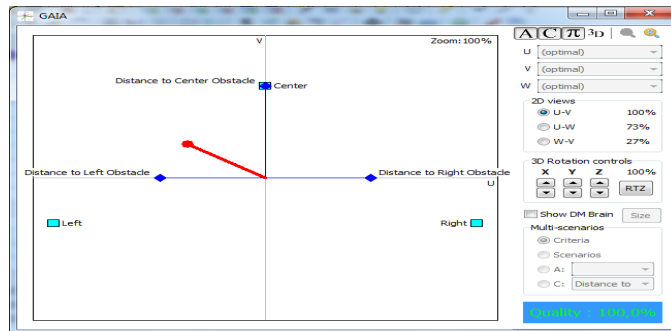 GAIA
V
Zoom:100%
Distance to Center Obstacle
Center
Distance to Left Obstacle
Distance to Right Obstacle
U
Left
Right
A C π 3D
U (optimal)
V (optimal)
W (optimal)
2D views
U-V 100%
U-W 73%
W-V 27%
3D Rotation controls
X Y Z 100%
RTZ
Show DM Brain Size
Multi-scenarios
Criteria
Scenarios
A:
C: Distance to
Quality : 100,0%